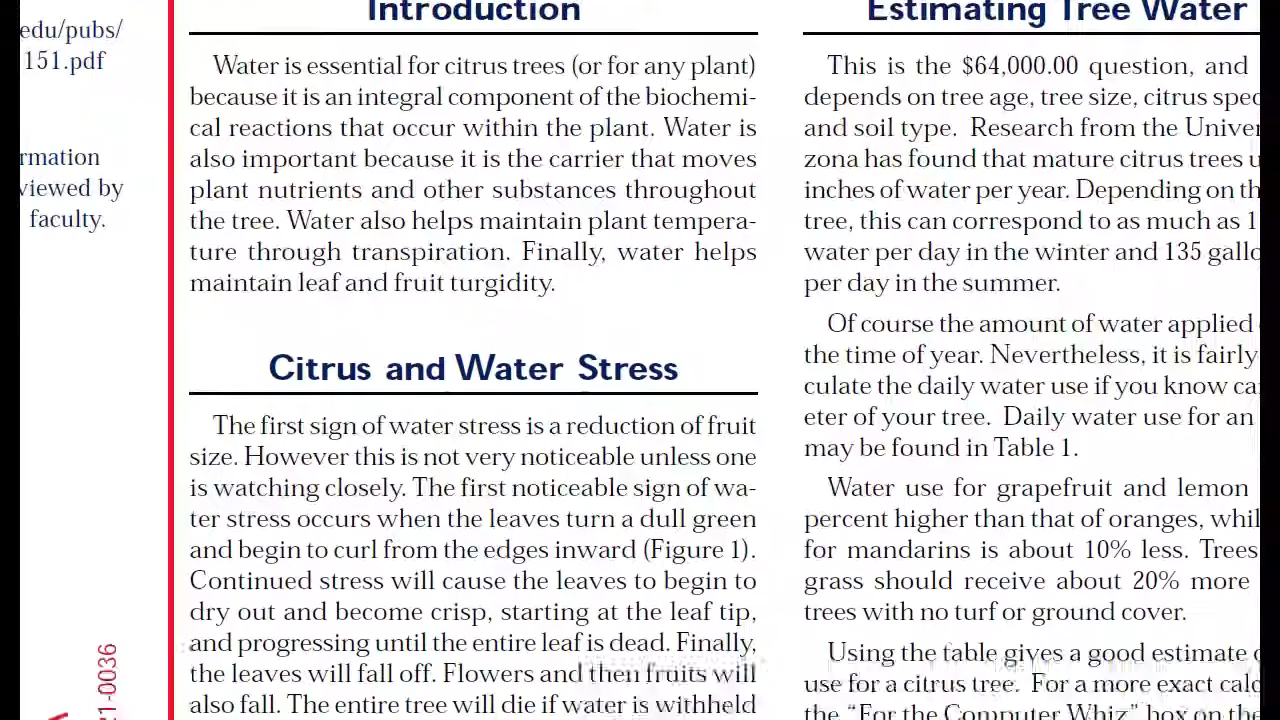 edu/pubs/
151.pdf
rmation
viewed by
faculty.
1-0036
Introduction
Water is essential for citrus trees (or for any plant)
because it is an integral component of the biochemi-
cal reactions that occur within the plant. Water is
also important because it is the carrier that moves
plant nutrients and other substances throughout
the tree. Water also helps maintain plant tempera-
ture through transpiration. Finally, water helps
maintain leaf and fruit turgidity.
Citrus and Water Stress
The first sign of water stress is a reduction of fruit
size. However this is not very noticeable unless one
is watching closely. The first noticeable sign of wa-
ter stress occurs when the leaves turn a dull green
and begin to curl from the edges inward (Figure 1).
Continued stress will cause the leaves to begin to
dry out and become crisp, starting at the leaf tip,
and progressing until the entire leaf is dead. Finally,
the leaves will fall off. Flowers and then fruits will
also fall. The entire tree will die if water is withheld
Estimating Tree Water
This is the $64,000.00 question, and
depends on tree age, tree size, citrus spec
and soil type. Research from the Univer
zona has found that mature citrus trees u
inches of water per year. Depending on th
tree, this can correspond to as much as 1
water per day in the winter and 135 gallo
per day in the summer.
Of course the amount of water applied
the time of year. Nevertheless, it is fairly
culate the daily water use if you know ca
eter of your tree. Daily water use for an
may be found in Table 1.
Water use for grapefruit and lemon
percent higher than that of oranges, whil
for mandarins is about 10% less. Trees
grass should receive about 20% more
trees with no turf or ground cover.
Using the table gives a good estimate o
use for a citrus tree. For a more exact calc
the "For the Computer Whiz" box on the